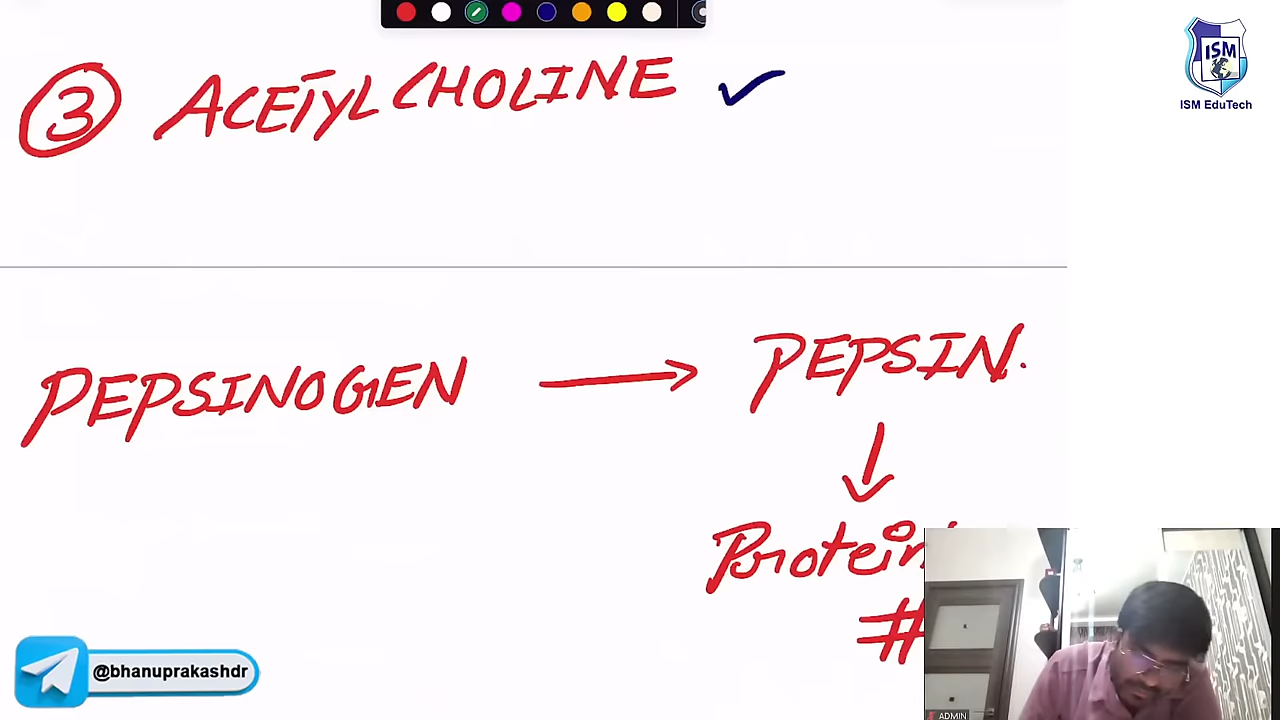 ISM
ISM EduTech
③ ACETYLCHOLINE ✓
PEPSINOGEN → PEPSIN.
↓
Protein
#
@bhanuprakashdr
ADMIN